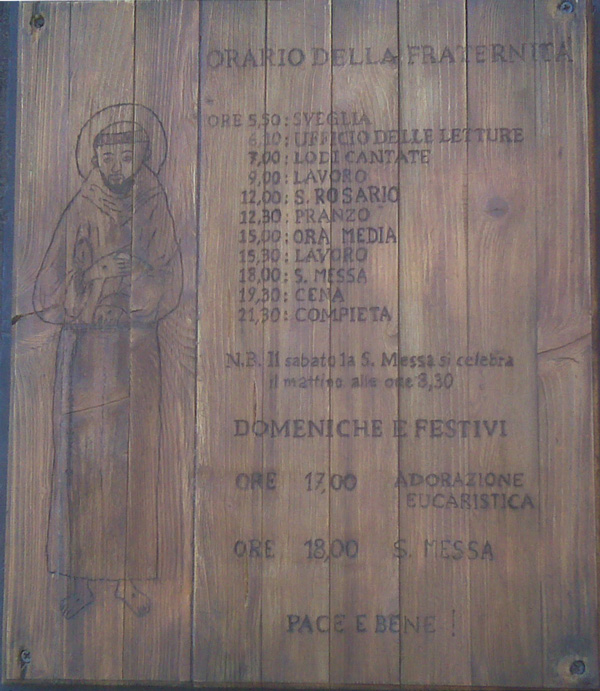 ORARIO DELLA FRATERNITÀ
ORE 5,50: SVEGLIA
6,10: UFFICIO DELLE LETTURE
7,00: LODI CANTATE
9,00: LAVORO
12,00: S. ROSARIO
12,30: PRANZO
15,00: ORA MEDIA
15,30: LAVORO
18,00: S. MESSA
19,30: CENA
21,30: COMPIETA
N.B. Il sabato la S. Messa si celebra
il mattino alle ore 8,30
DOMENICHE E FESTIVI
ORE 17,00 ADORAZIONE
EUCARISTICA
ORE 18,00 S. MESSA
PACE E BENE !